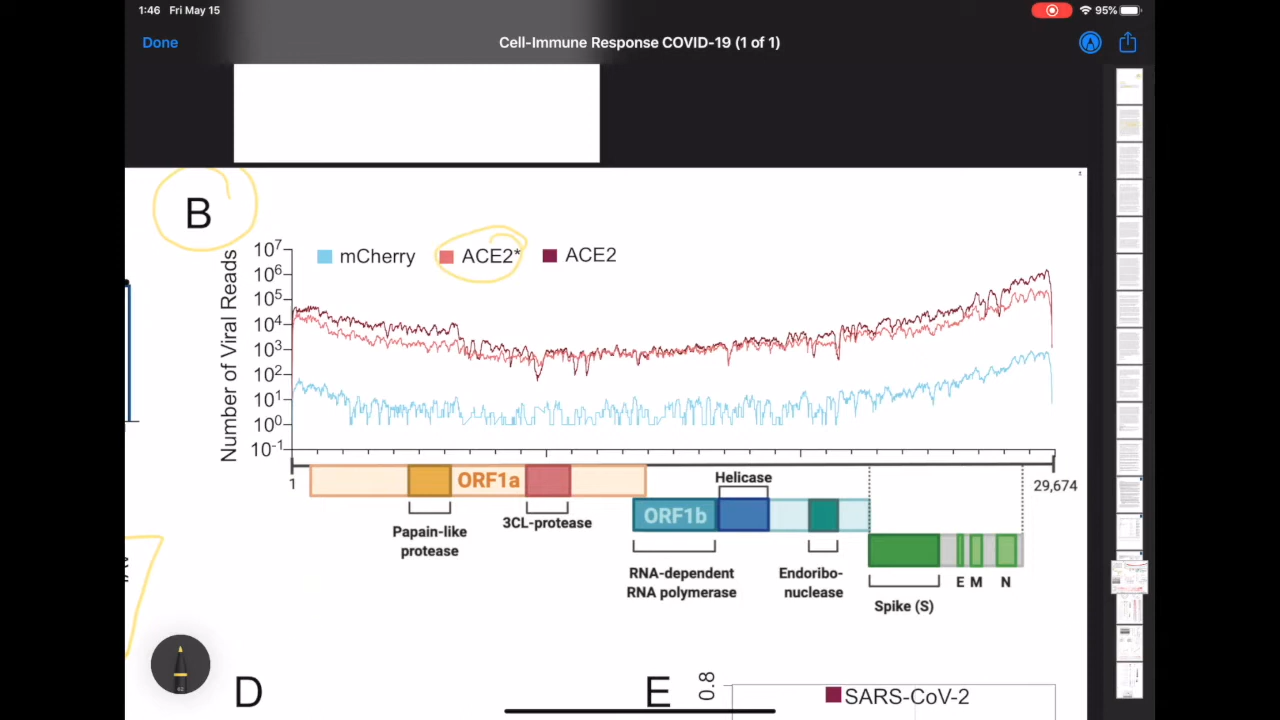 1:46 Fri May 15
95%
Done
Cell-Immune Response COVID-19 (1 of 1)
B
mCherry ACE2* ACE2
Number of Viral Reads
10⁷
10⁶
10⁵
10⁴
10³
10²
10¹
10⁰
10⁻¹
1
29,674
ORF1a
Papain-like
protease
3CL-protease
Helicase
ORF1b
RNA-dependent
RNA polymerase
Endoribo-
nuclease
Spike (S)
E M N
D
E
0.8
SARS-CoV-2